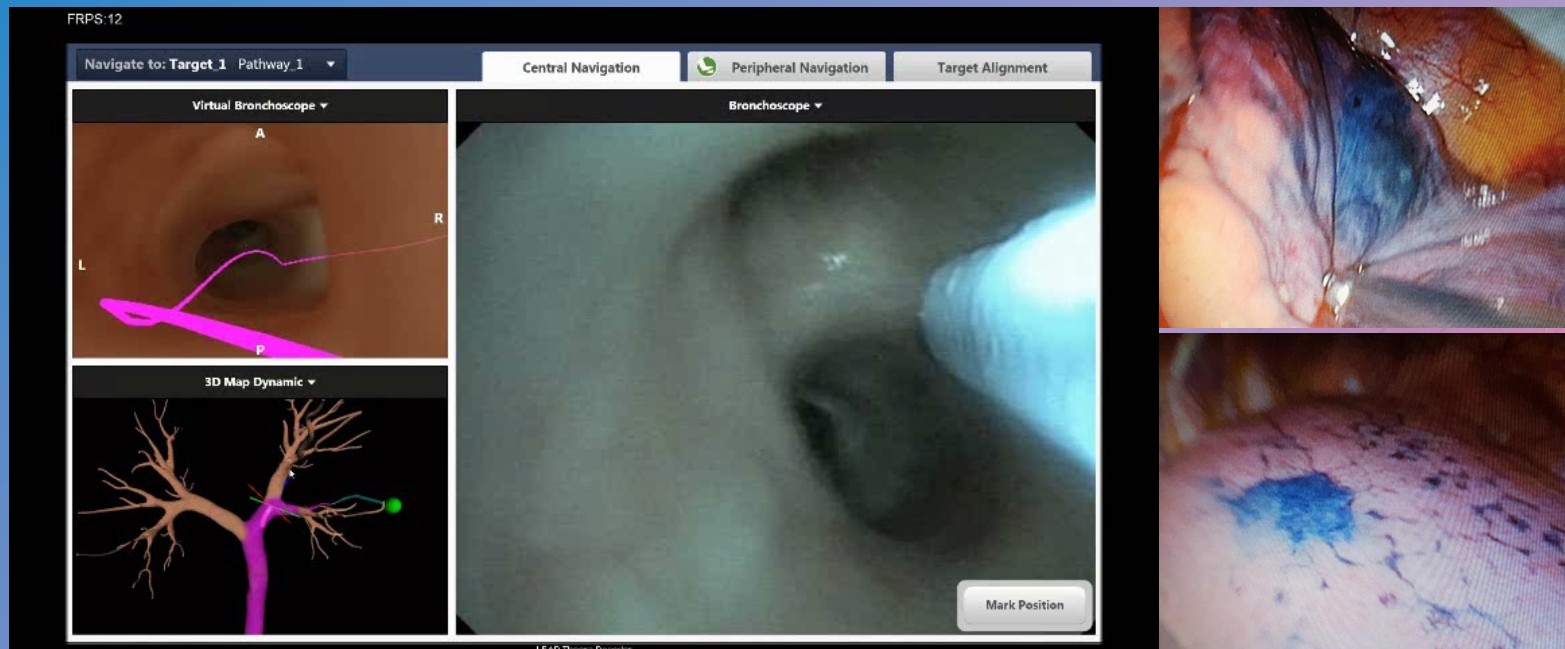 FRPS:12
Navigate to: Target_1 Pathway_1
Central Navigation
Peripheral Navigation
Target Alignment
Virtual Bronchoscope
A
R
L
P
3D Map Dynamic
Bronchoscope
Mark Position